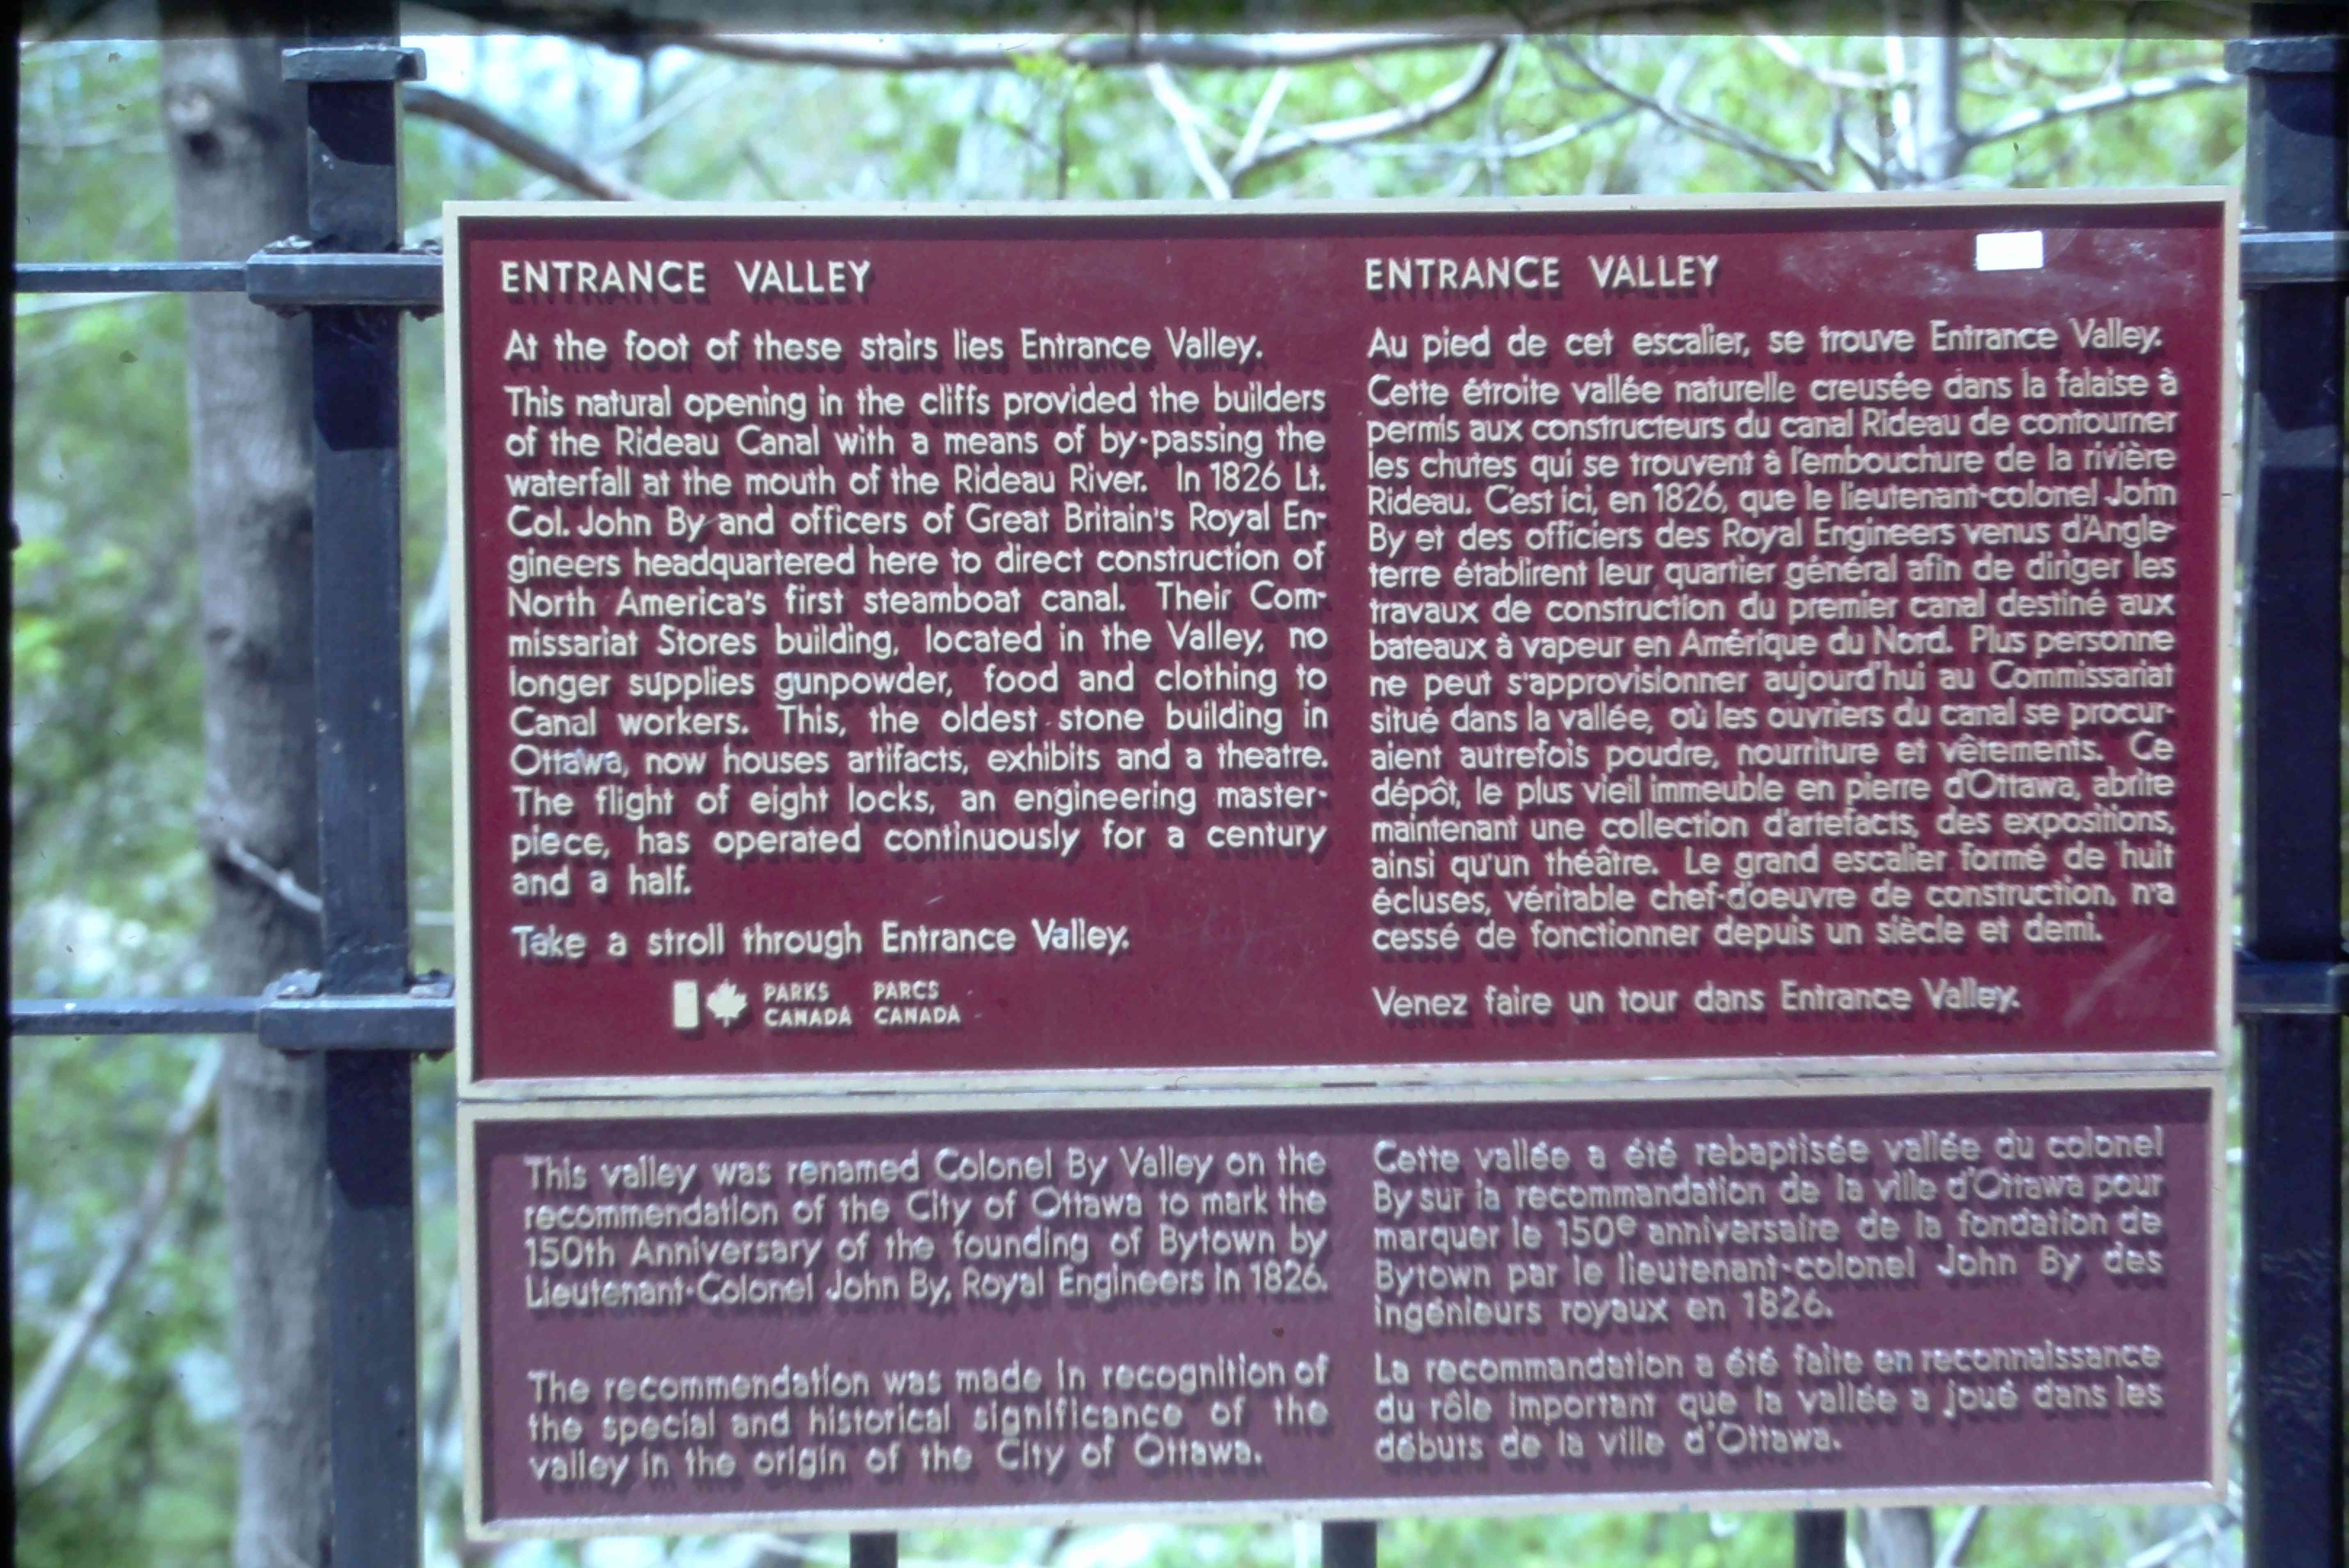 ENTRANCE VALLEY
At the foot of these stairs lies Entrance Valley.
This natural opening in the cliffs provided the builders
of the Rideau Canal with a means of by-passing the
waterfall at the mouth of the Rideau River. In 1826 Lt.
Col. John By and officers of Great Britain's Royal En-
gineers headquartered here to direct construction of
North America's first steamboat canal. Their Com-
missariat Stores building, located in the Valley, no
longer supplies gunpowder, food and clothing to
Canal workers. This, the oldest stone building in
Ottawa, now houses artifacts, exhibits and a theatre.
The flight of eight locks, an engineering master-
piece, has operated continuously for a century
and a half.
Take a stroll through Entrance Valley.
PARKS CANADA PARCS CANADA
ENTRANCE VALLEY
Au pied de cet escalier, se trouve Entrance Valley.
Cette étroite vallée naturelle creusée dans la falaise à
permis aux constructeurs du canal Rideau de contourner
les chutes qui se trouvent à l'embouchure de la rivière
Rideau. C'est ici, en 1826, que le lieutenant-colonel John
By et des officiers des Royal Engineers venus d'Angle-
terre établirent leur quartier général afin de diriger les
travaux de construction du premier canal destiné aux
bateaux à vapeur en Amérique du Nord. Plus personne
ne peut s'approvisionner aujourd'hui au Commissariat
situé dans la vallée, où les ouvriers du canal se procur-
aient autrefois poudre, nourriture et vêtements. Ce
dépôt, le plus vieil immeuble en pierre d'Ottawa, abrite
maintenant une collection d'artefacts, des expositions,
ainsi qu'un théâtre. Le grand escalier formé de huit
écluses, véritable chef-d'oeuvre de construction, n'a
cessé de fonctionner depuis un siècle et demi.
Venez faire un tour dans Entrance Valley.
This valley was renamed Colonel By Valley on the
recommendation of the City of Ottawa to mark the
150th Anniversary of the founding of Bytown by
Lieutenant-Colonel John By, Royal Engineers in 1826.
The recommendation was made in recognition of
the special and historical significance of the
valley in the origin of the City of Ottawa.
Cette vallée a été rebaptisée vallée du colonel
By sur la recommandation de la ville d'Ottawa pour
marquer le 150e anniversaire de la fondation de
Bytown par le lieutenant-colonel John By des
ingénieurs royaux en 1826.
La recommandation a été faite en reconnaissance
du rôle important que la vallée a joué dans les
débuts de la ville d'Ottawa.